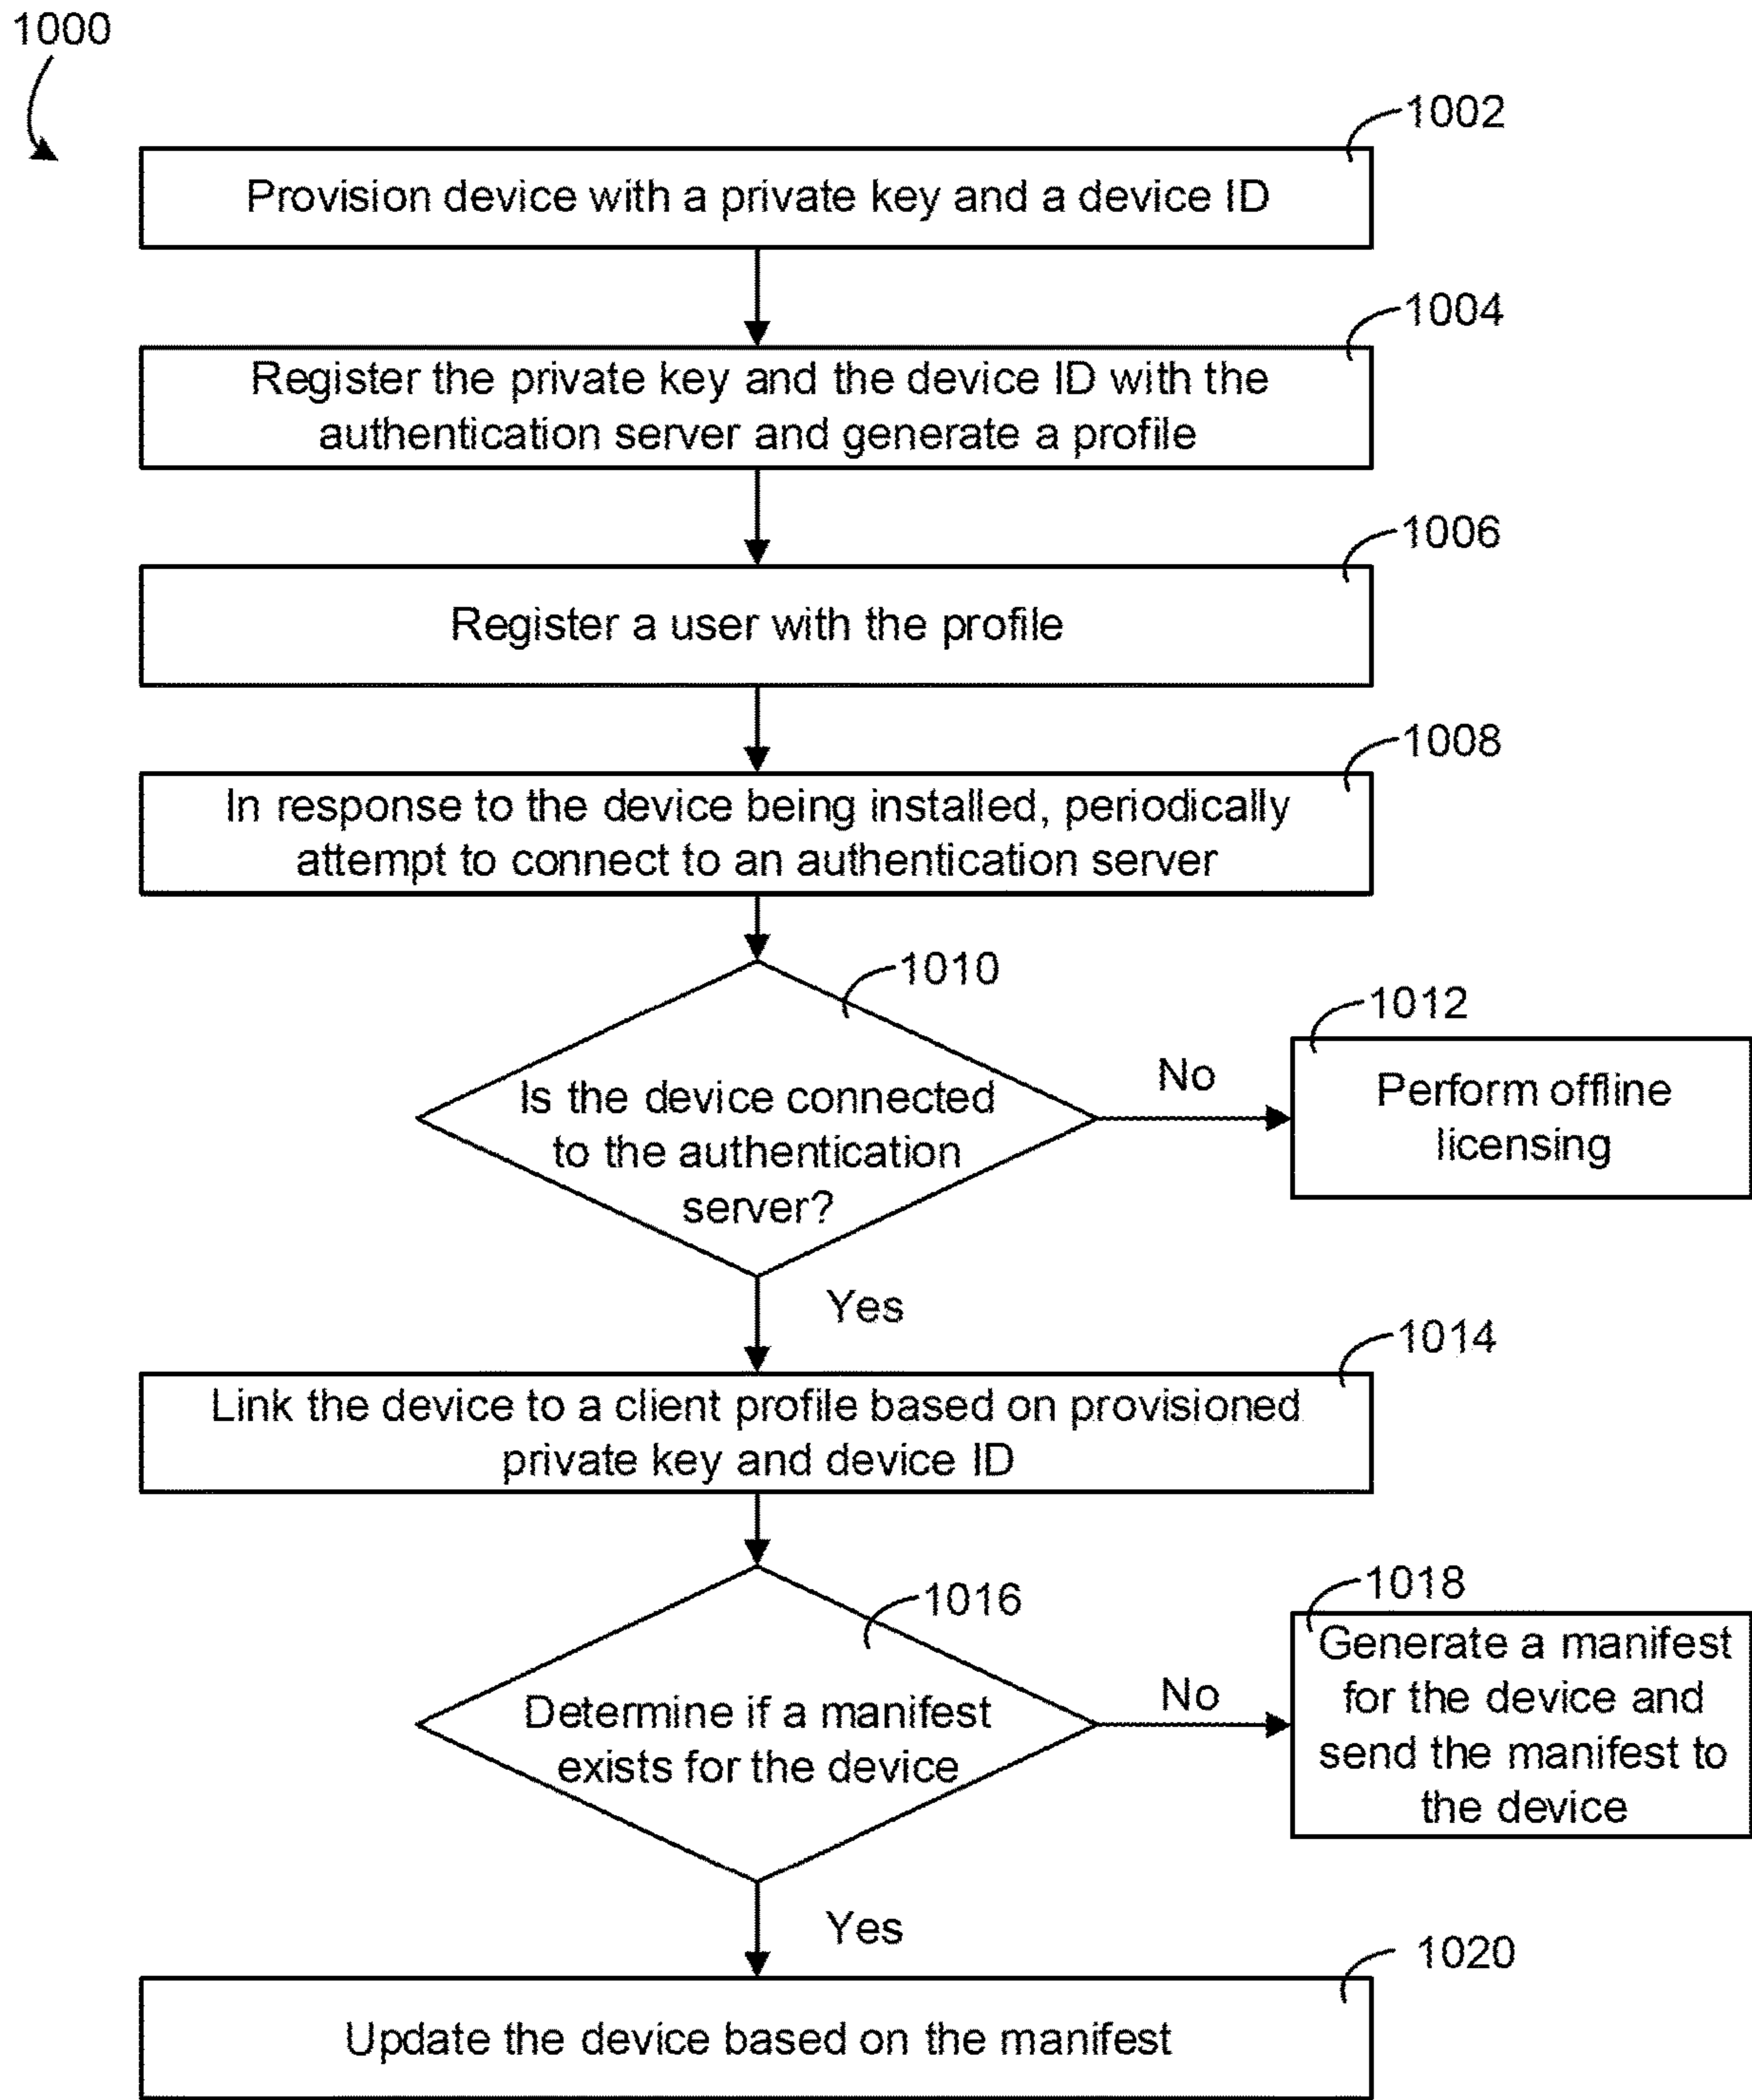 1000
1002
Provision device with a private key and a device ID
1004
Register the private key and the device ID with the
authentication server and generate a profile
1006
Register a user with the profile
1008
In response to the device being installed, periodically
attempt to connect to an authentication server
1010
Is the device connected
to the authentication
server?
No
1012
Perform offline
licensing
Yes
1014
Link the device to a client profile based on provisioned
private key and device ID
1016
Determine if a manifest
exists for the device
No
1018
Generate a manifest
for the device and
send the manifest to
the device
Yes
1020
Update the device based on the manifest